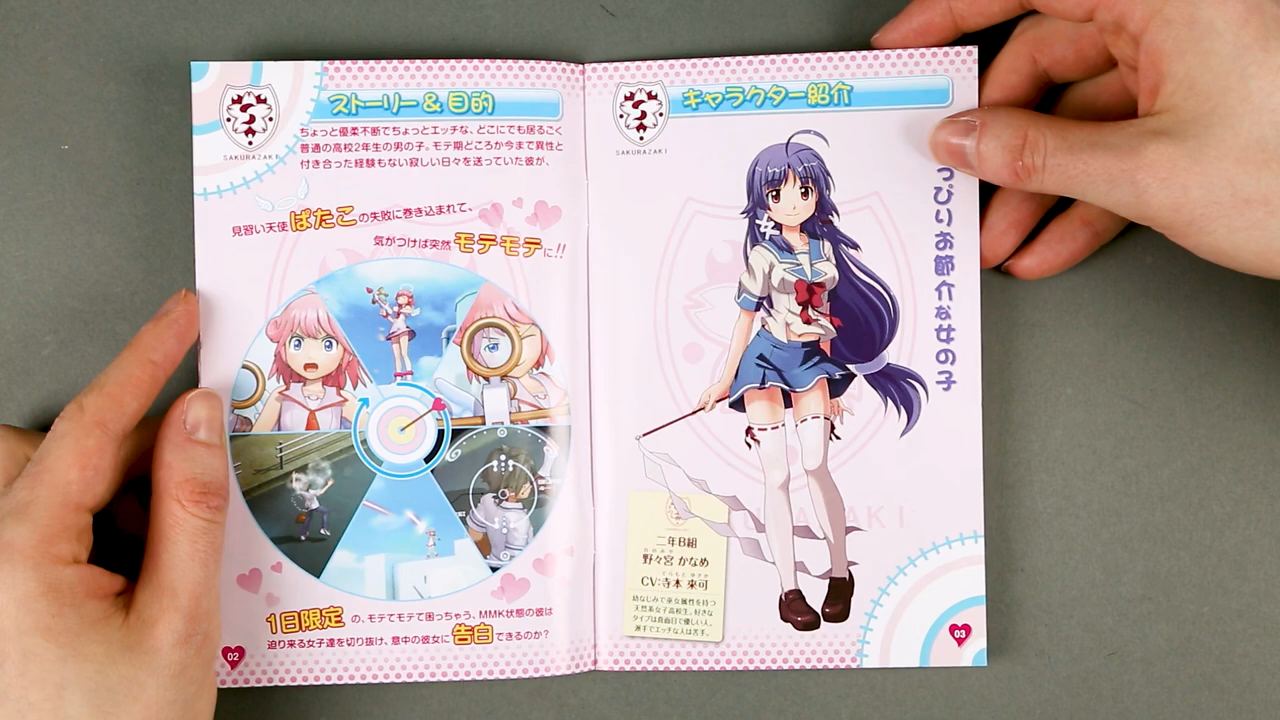 SAKURAZAKI
ストーリー＆目的
ちょっと優柔不断でちょっとエッチな、どこにでも居るごく
普通の高校2年生の男の子。モテ期どころか今まで異性と
付き合った経験もない寂しい日々を送っていた彼が、
見習い天使ぱたこの失敗に巻き込まれて、
気がつけば突然モテモテに!!
1日限定の、モテてモテて困っちゃう、MMK状態の彼は
迫り来る女子達を切り抜け、意中の彼女に告白できるのか?
02
SAKURAZAKI
キャラクター紹介
っぴりお節介な女の子
二年B組
野々宮 かなめ
CV:寺本 來可
幼なじみで巫女属性を持つ
天然系女子高校生。好きな
タイプは真面目で優しい人。
派手でエッチな人は苦手。
03